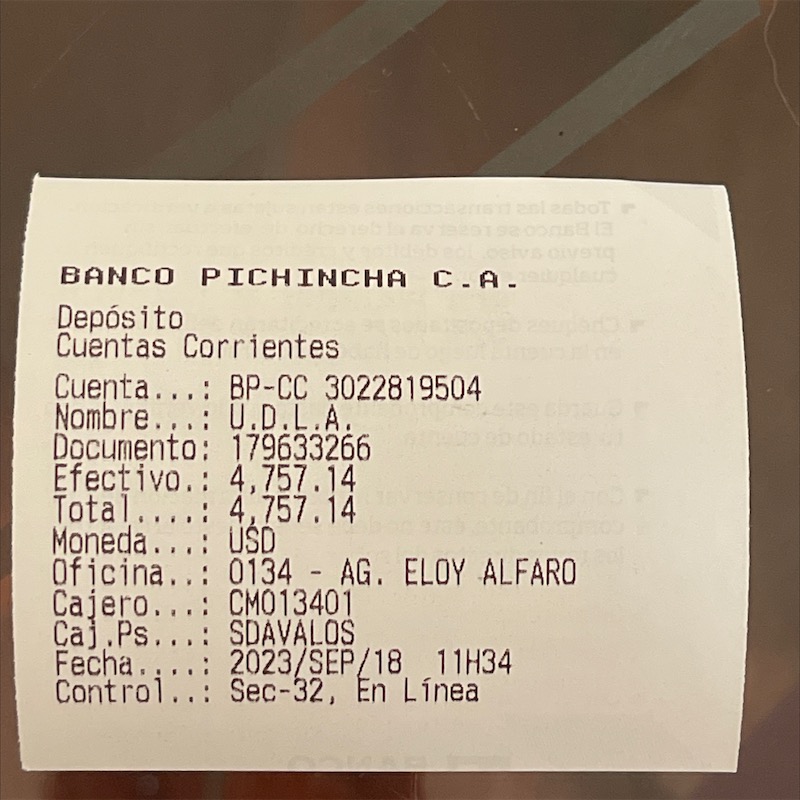 BANCO PICHINCHA C.A.
Depósito
Cuentas Corrientes
Cuenta...: BP-CC 3022819504
Nombre...: U.D.L.A.
Documento: 179633266
Efectivo.: 4,757.14
Total....: 4,757.14
Moneda...: USD
Oficina..: 0134 - AG. ELOY ALFARO
Cajero...: CM013401
Caj.Ps...: SDAVALOS
Fecha....: 2023/SEP/18 11H34
Control..: Sec-32, En Línea